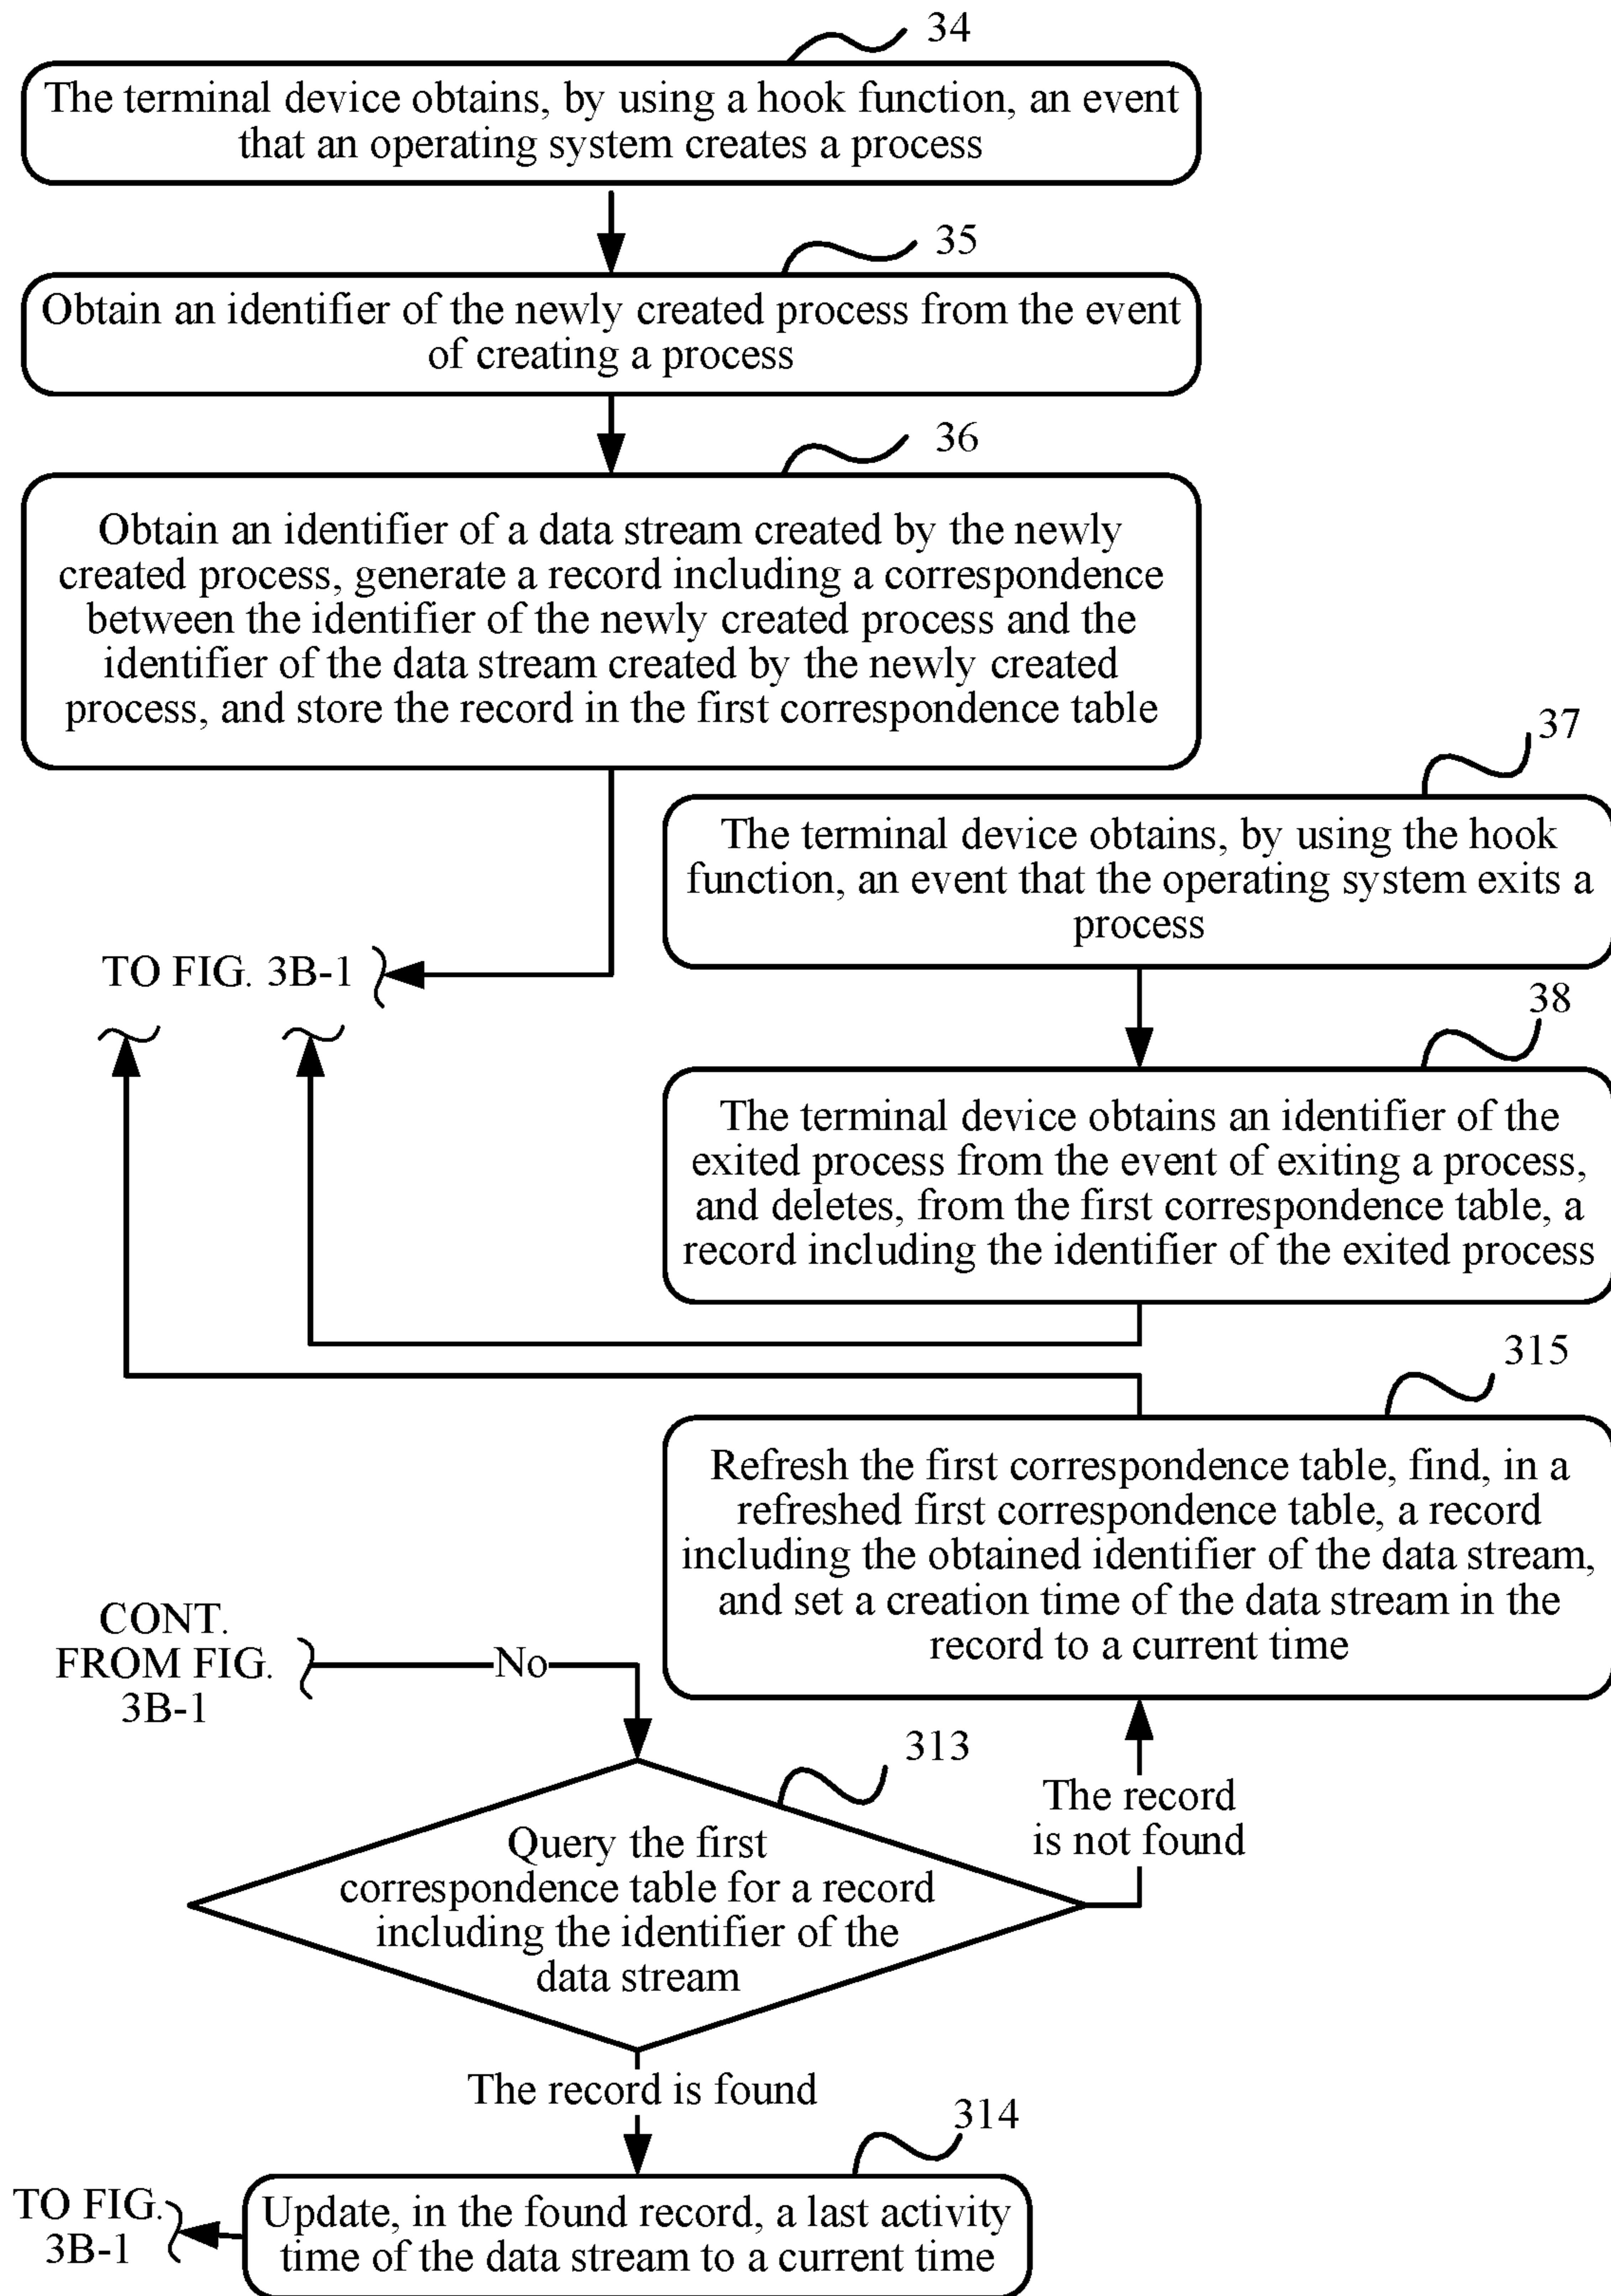 34
The terminal device obtains, by using a hook function, an event
that an operating system creates a process
35
Obtain an identifier of the newly created process from the event
of creating a process
36
Obtain an identifier of a data stream created by the newly
created process, generate a record including a correspondence
between the identifier of the newly created process and the
identifier of the data stream created by the newly created
process, and store the record in the first correspondence table
37
The terminal device obtains, by using the hook
function, an event that the operating system exits a
process
TO FIG. 3B-1
38
The terminal device obtains an identifier of the
exited process from the event of exiting a process,
and deletes, from the first correspondence table, a
record including the identifier of the exited process
315
Refresh the first correspondence table, find, in a
refreshed first correspondence table, a record
including the obtained identifier of the data stream,
and set a creation time of the data stream in the
record to a current time
CONT.
FROM FIG.
3B-1
No
313
The record
is not found
Query the first
correspondence table for a record
including the identifier of the
data stream
The record is found
314
TO FIG.
3B-1
Update, in the found record, a last activity
time of the data stream to a current time